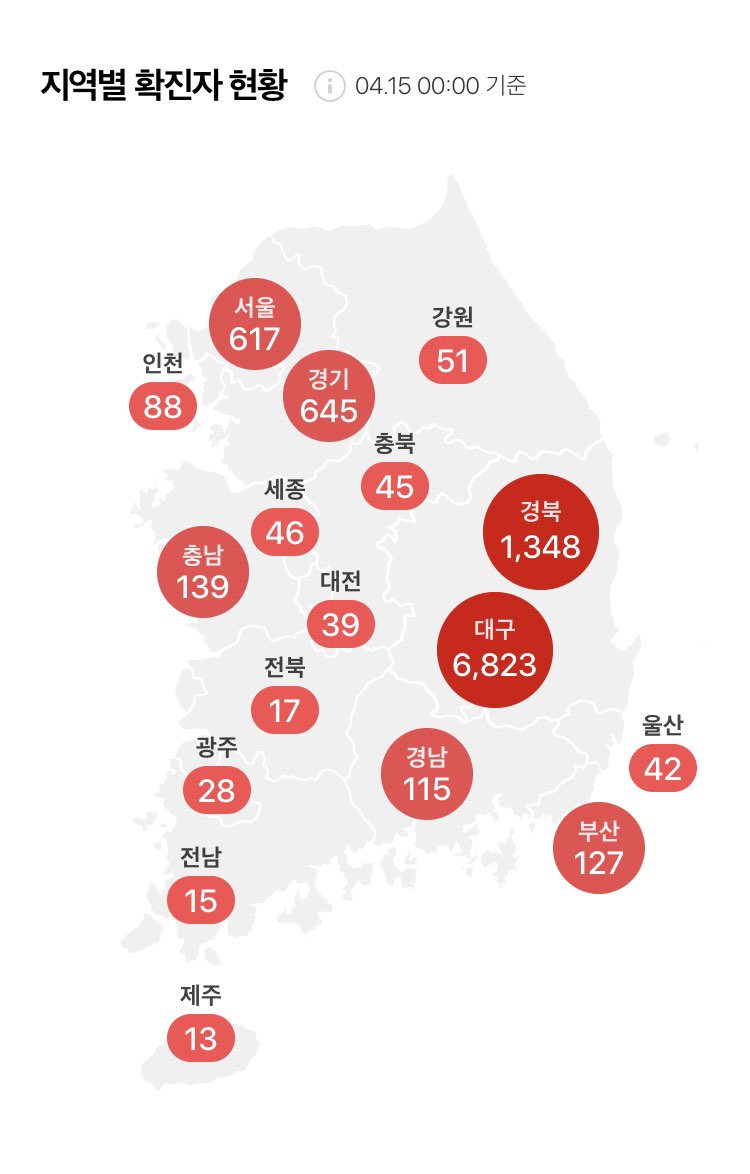 지역별 확진자 현황
04.15 00:00 기준
서울
617
강원
51
인천
88
경기
645
충북
45
세종
46
경북
1,348
충남
139
대전
39
대구
6,823
전북
17
울산
42
광주
28
경남
115
부산
127
전남
15
제주
13